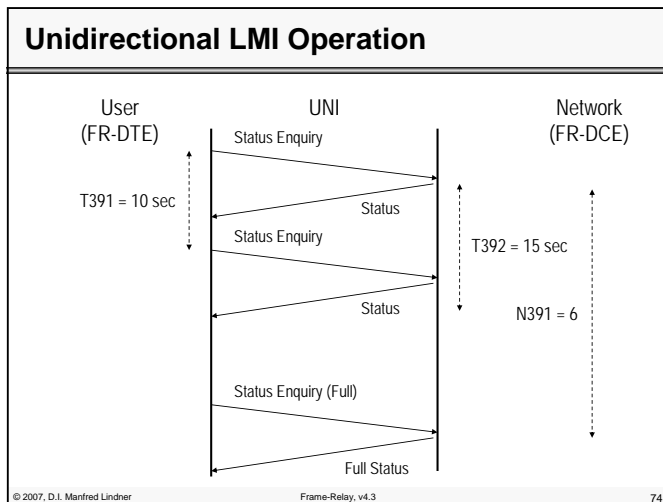 Unidirectional LMI Operation
User
(FR-DTE)
UNI
Network
(FR-DCE)
Status Enquiry
T391 = 10 sec
Status
Status Enquiry
T392 = 15 sec
Status
N391 = 6
Status Enquiry (Full)
Full Status
© 2007, D.I. Manfred Lindner
Frame-Relay, v4.3
74